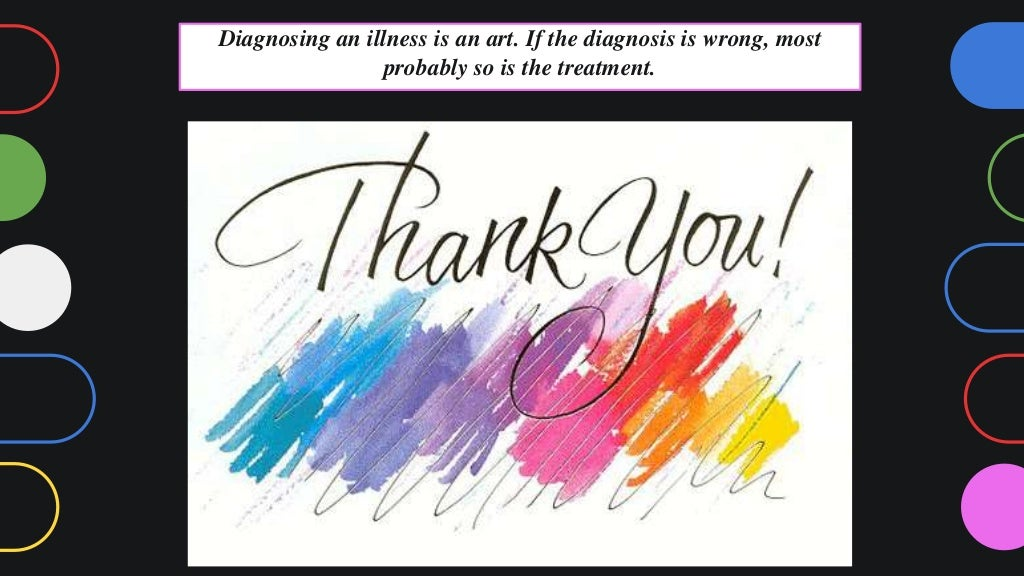 Diagnosing an illness is an art. If the diagnosis is wrong, most
probably so is the treatment.
Thank You!